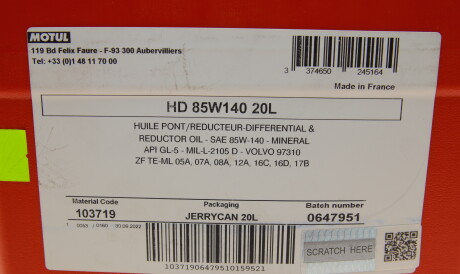 MOTUL
119 Bd Felix Faure - F-93 300 Aubervilliers
Tel: +33 (0)1 48 11 70 00
3 374650 245164
Made in France
HD 85W140 20L
HUILE PONT/REDUCTEUR-DIFFERENTIAL &
REDUCTOR OIL - SAE 85W-140 - MINERAL
API GL-5 - MIL-L-2105 D - VOLVO 97310
ZF TE-ML 05A, 07A, 08A, 12A, 16C, 16D, 17B
Material Code Packaging Batch number
103719 JERRYCAN 20L 0647951
SCRATCH HERE
10371906479510159521